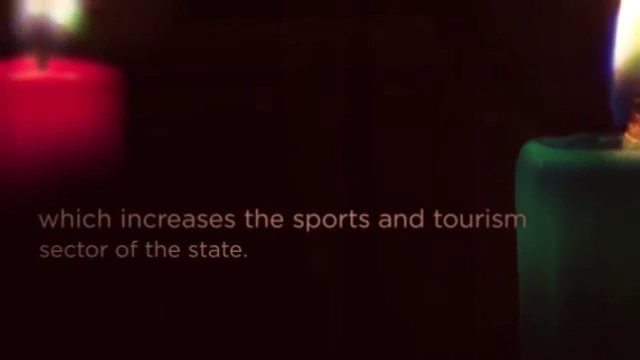 which increases the sports and tourism
sector of the state.